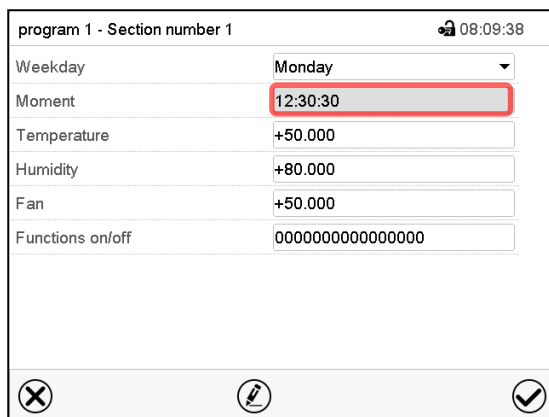 program 1 - Section number 1 08:09:38
Weekday Monday
Moment 12:30:30
Temperature +50.000
Humidity +80.000
Fan +50.000
Functions on/off 0000000000000000